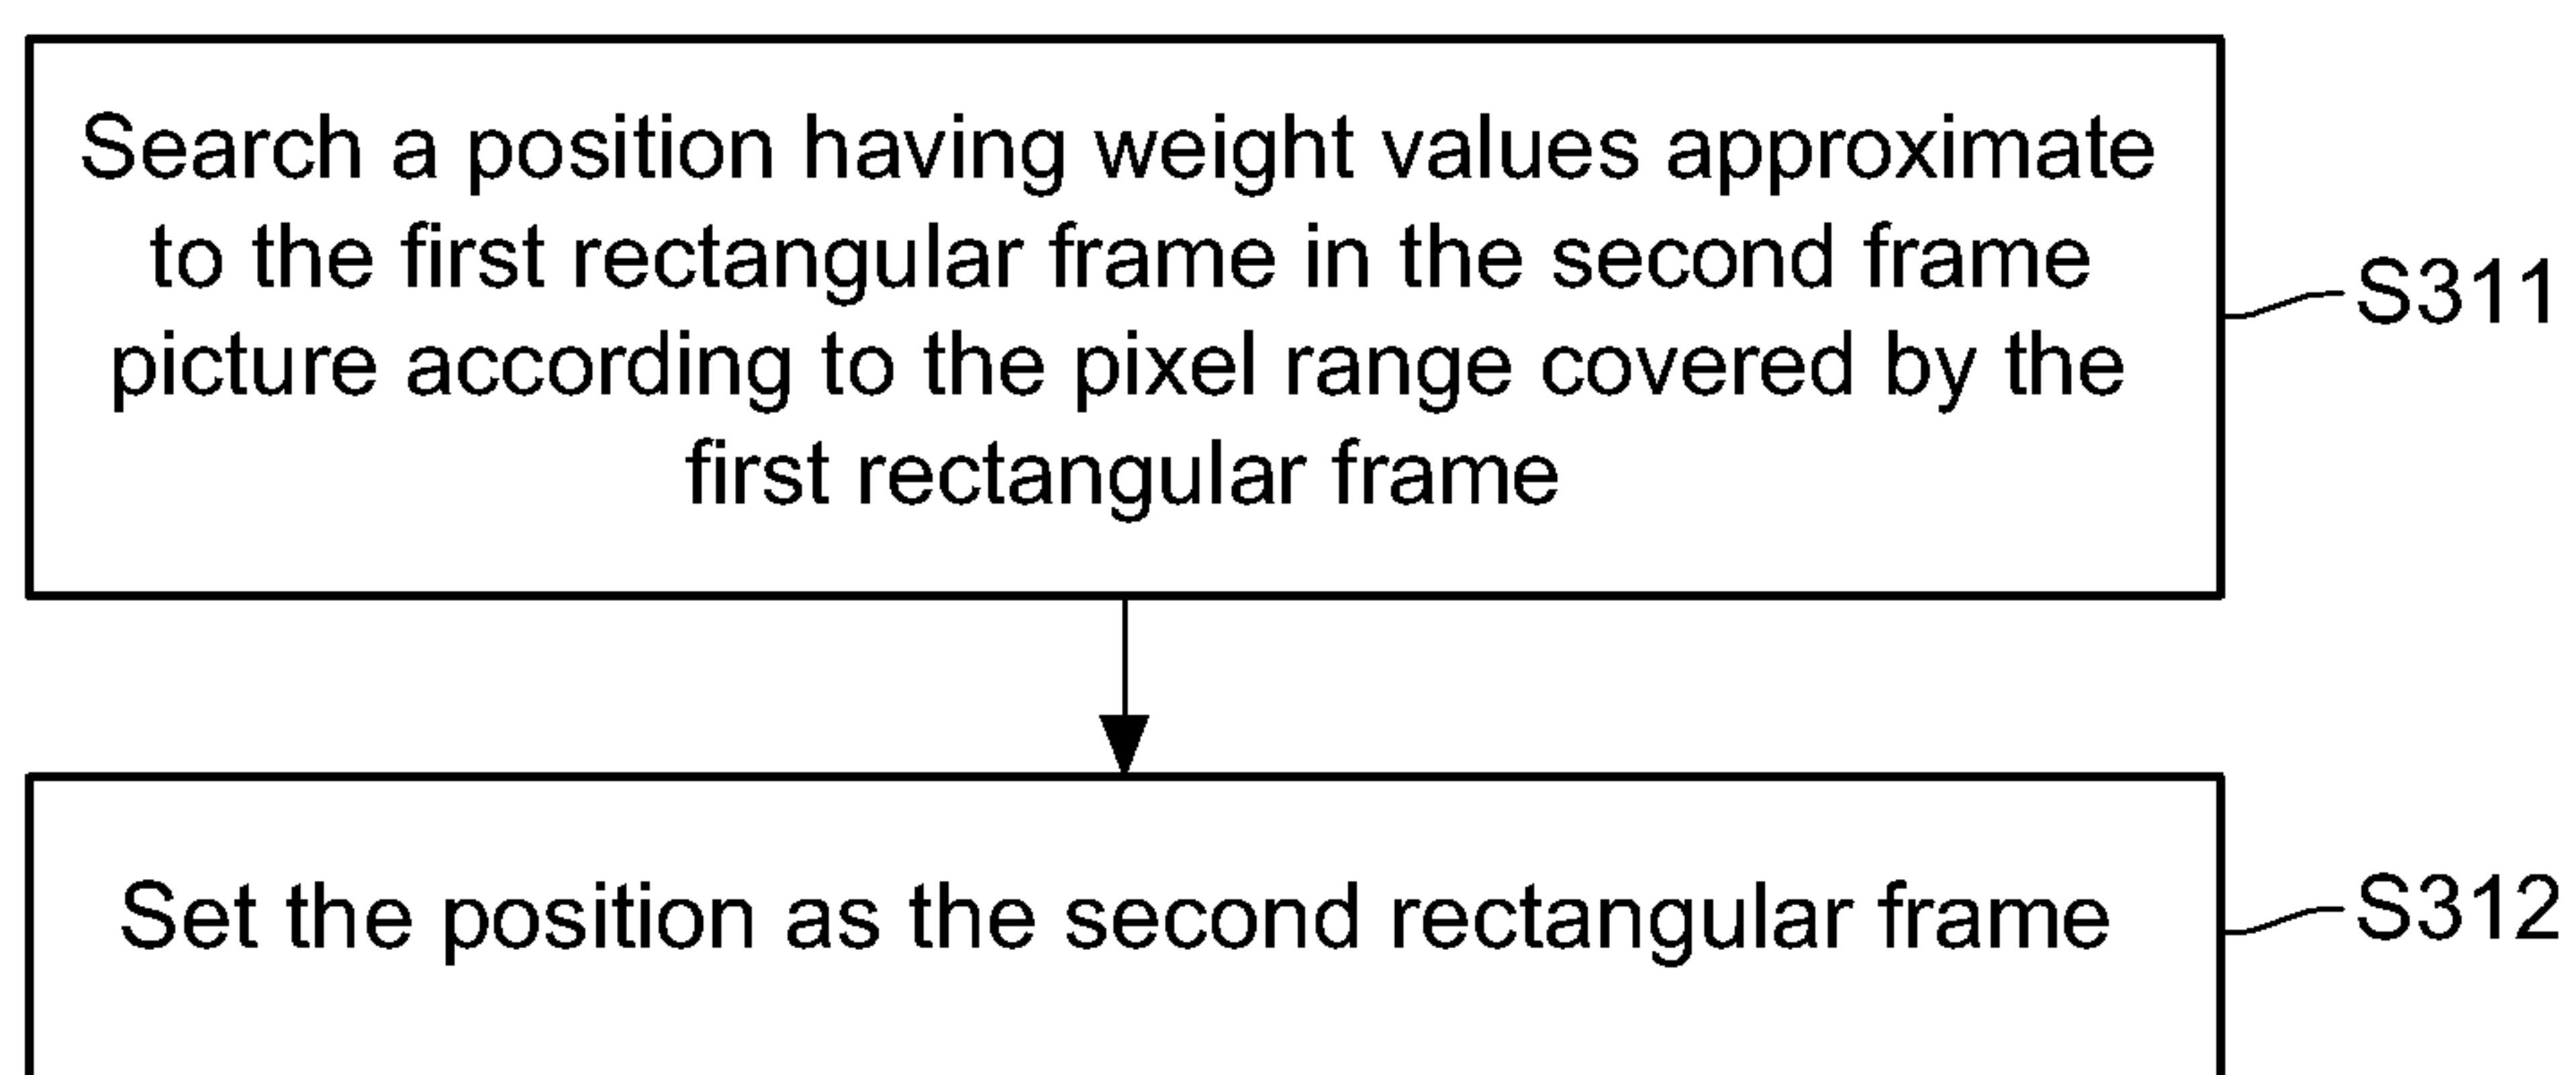 Search a position having weight values approximate
to the first rectangular frame in the second frame
picture according to the pixel range covered by the
first rectangular frame
S311
Set the position as the second rectangular frame
S312